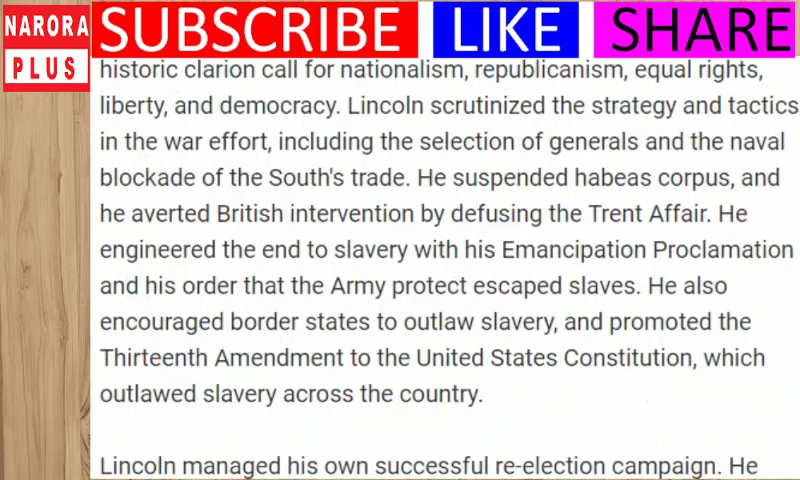 NARORA
PLUS
SUBSCRIBE LIKE SHARE
historic clarion call for nationalism, republicanism, equal rights,
liberty, and democracy. Lincoln scrutinized the strategy and tactics
in the war effort, including the selection of generals and the naval
blockade of the South's trade. He suspended habeas corpus, and
he averted British intervention by defusing the Trent Affair. He
engineered the end to slavery with his Emancipation Proclamation
and his order that the Army protect escaped slaves. He also
encouraged border states to outlaw slavery, and promoted the
Thirteenth Amendment to the United States Constitution, which
outlawed slavery across the country.
Lincoln managed his own successful re-election campaign. He